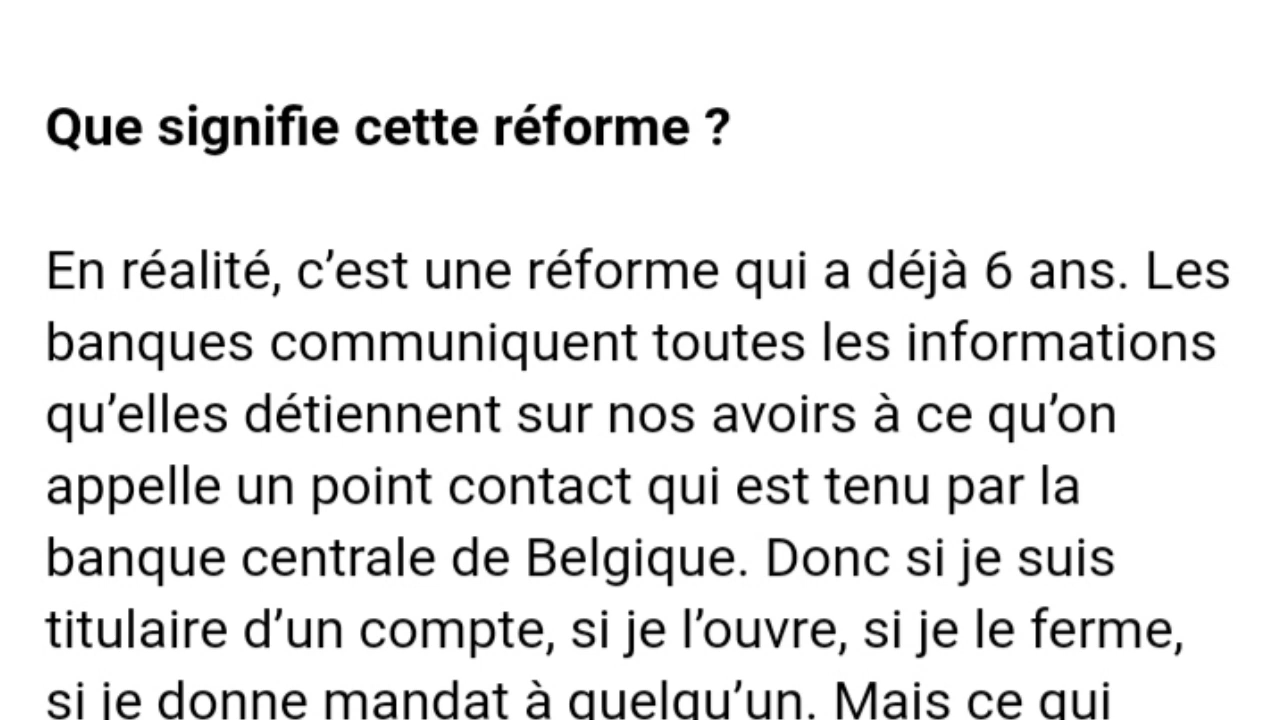 Que signifie cette réforme ?
En réalité, c’est une réforme qui a déjà 6 ans. Les
banques communiquent toutes les informations
qu’elles détiennent sur nos avoirs à ce qu’on
appelle un point contact qui est tenu par la
banque centrale de Belgique. Donc si je suis
titulaire d’un compte, si je l’ouvre, si je le ferme,
si je donne mandat à quelqu’un. Mais ce qui